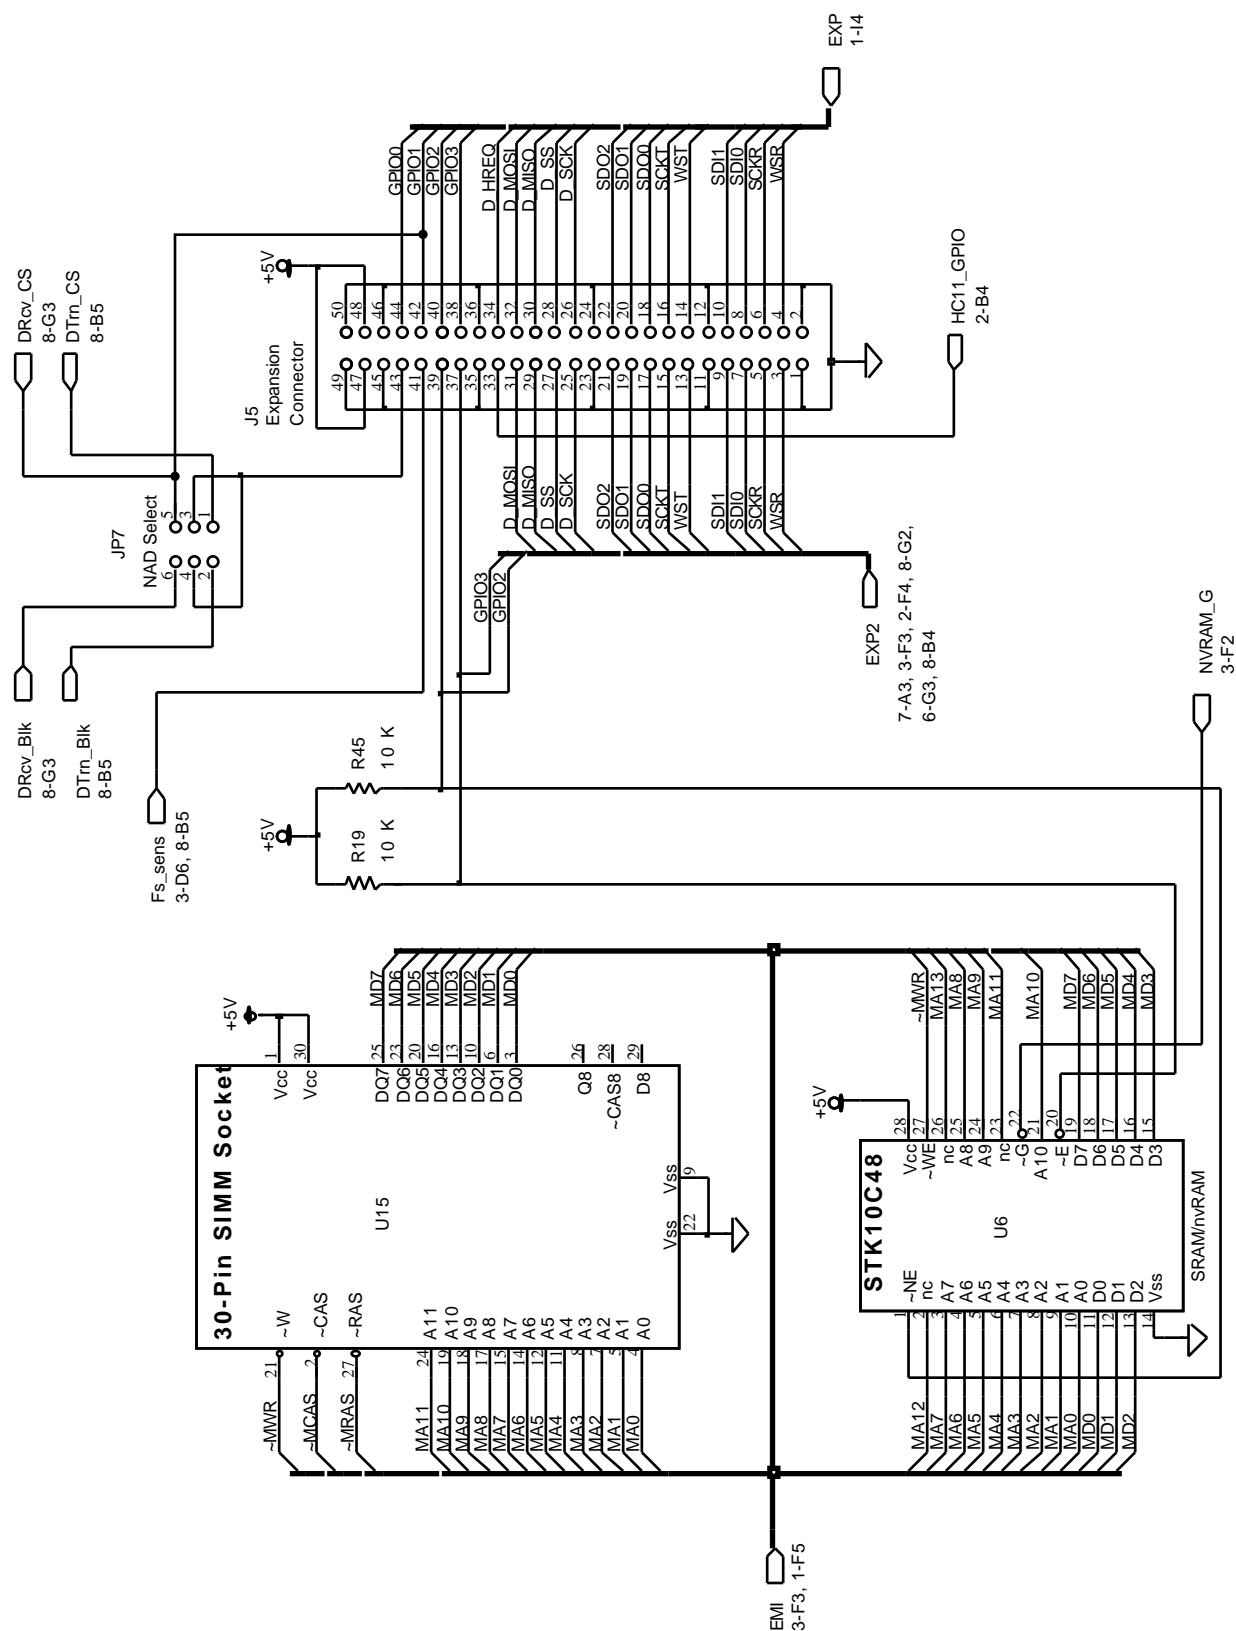 EMI
3-F3, 1-F5
30-Pin SIMM Socket
U15
~MWR 21 ~W
~MCAS 2 ~CAS
~MRAS 27 ~RAS
MA11 24 A11
MA10 19 A10
MA9 18 A9
MA8 17 A8
MA7 15 A7
MA6 14 A6
MA5 12 A5
MA4 11 A4
MA3 8 A3
MA2 7 A2
MA1 5 A1
MA0 4 A0
+5V
Vcc 1
Vcc 30
DQ7 25 MD7
DQ6 23 MD6
DQ5 20 MD5
DQ4 16 MD4
DQ3 13 MD3
DQ2 10 MD2
DQ1 6 MD1
DQ0 3 MD0
Q8 26
~CAS8 28
D8 29
Vss 22
Vss 9
STK10C48
U6
SRAM/nvRAM
1 ~NE
MA12 2 nc
MA7 3 A7
MA6 4 A6
MA5 5 A5
MA4 6 A4
MA3 7 A3
MA2 8 A2
MA1 9 A1
MA0 10 A0
MD0 11 D0
MD1 12 D1
MD2 13 D2
14 Vss
+5V
Vcc 28
~WE 27 ~MWR
nc 26 MA13
A8 25 MA8
A9 24 MA9
nc 23 MA11
~G 22
A10 21 MA10
~E 20
D7 19 MD7
D6 18 MD6
D5 17 MD5
D4 16 MD4
D3 15 MD3
NVRAM_G
3-F2
Fs_sens
3-D6, 8-B5
+5V
R19
10 K
R45
10 K
DRcv_Blk
8-G3
DTrn_Blk
8-B5
JP7
NAD Select
6 5
4 3
2 1
DRcv_CS
8-G3
DTrn_CS
8-B5
GPIO3
GPIO2
EXP2
7-A3, 3-F3, 2-F4, 8-G2,
6-G3, 8-B4
D_MOSI
D_MISO
D_SS
D_SCK
SDO2
SDO1
SDO0
SCKT
WST
SDI1
SDI0
SCKR
WSR
J5
Expansion
Connector
+5V
49 50
47 48
45 46
43 44
41 42
39 40
37 38
35 36
33 34
31 32
29 30
27 28
25 26
23 24
21 22
19 20
17 18
15 16
13 14
11 12
9 10
7 8
5 6
3 4
1 2
HC11_GPIO
2-B4
GPIO0
GPIO1
GPIO2
GPIO3
D_HREQ
D_MOSI
D_MISO
D_SS
D_SCK
SDO2
SDO1
SDO0
SCKT
WST
SDI1
SDI0
SCKR
WSR
EXP
1-I4